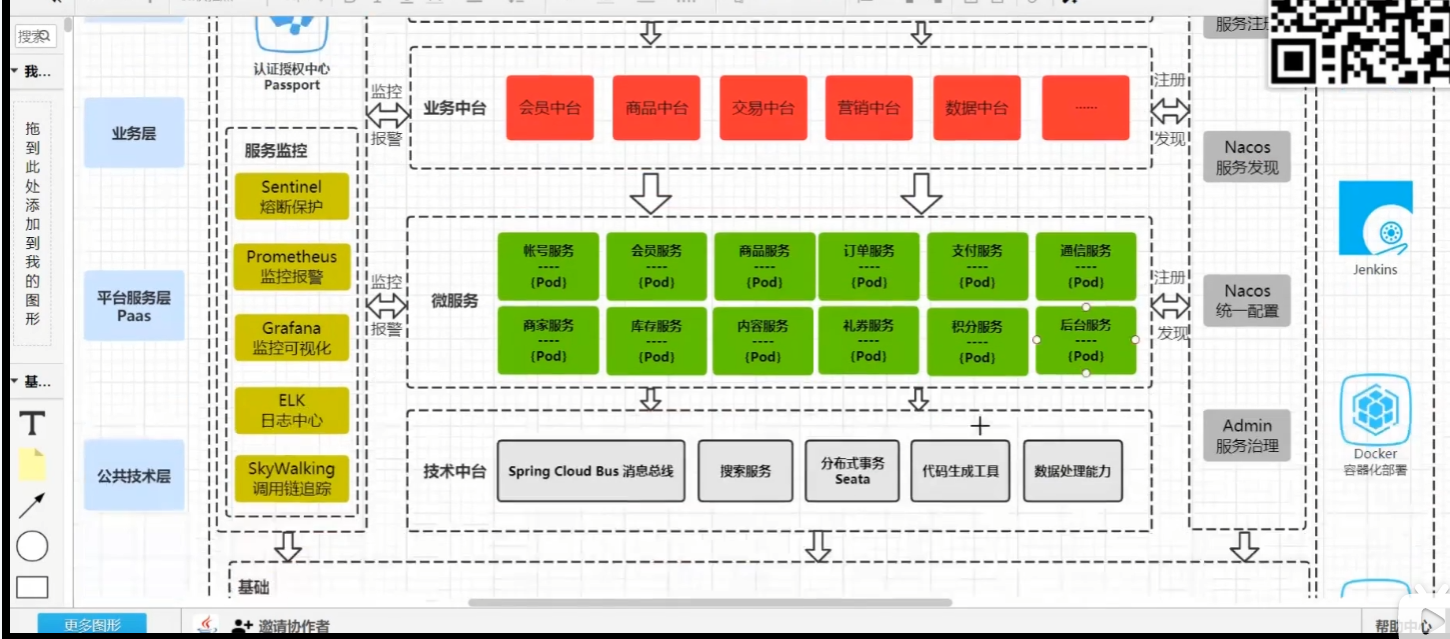 搜索
我...
拖
到
此
处
添
加
到
我
的
图
形
基...
T
业务层
平台服务层
Paas
公共技术层
认证授权中心
Passport
服务监控
Sentinel
熔断保护
Prometheus
监控报警
Grafana
监控可视化
ELK
日志中心
SkyWalking
调用链追踪
监控
报警
业务中台
会员中台
商品中台
交易中台
营销中台
数据中台
......
注册
发现
监控
报警
微服务
帐号服务
----
(Pod)
会员服务
----
(Pod)
商品服务
----
(Pod)
订单服务
----
(Pod)
支付服务
----
(Pod)
通信服务
----
(Pod)
商家服务
----
(Pod)
库存服务
----
(Pod)
内容服务
----
(Pod)
礼券服务
----
(Pod)
积分服务
----
(Pod)
后台服务
----
(Pod)
注册
发现
技术中台
Spring Cloud Bus 消息总线
搜索服务
分布式事务
Seata
代码生成工具
数据处理能力
服务注
Nacos
服务发现
Nacos
统一配置
Admin
服务治理
Jenkins
Docker
容器化部署
基础
更多图形
邀请协作者
帮助中心